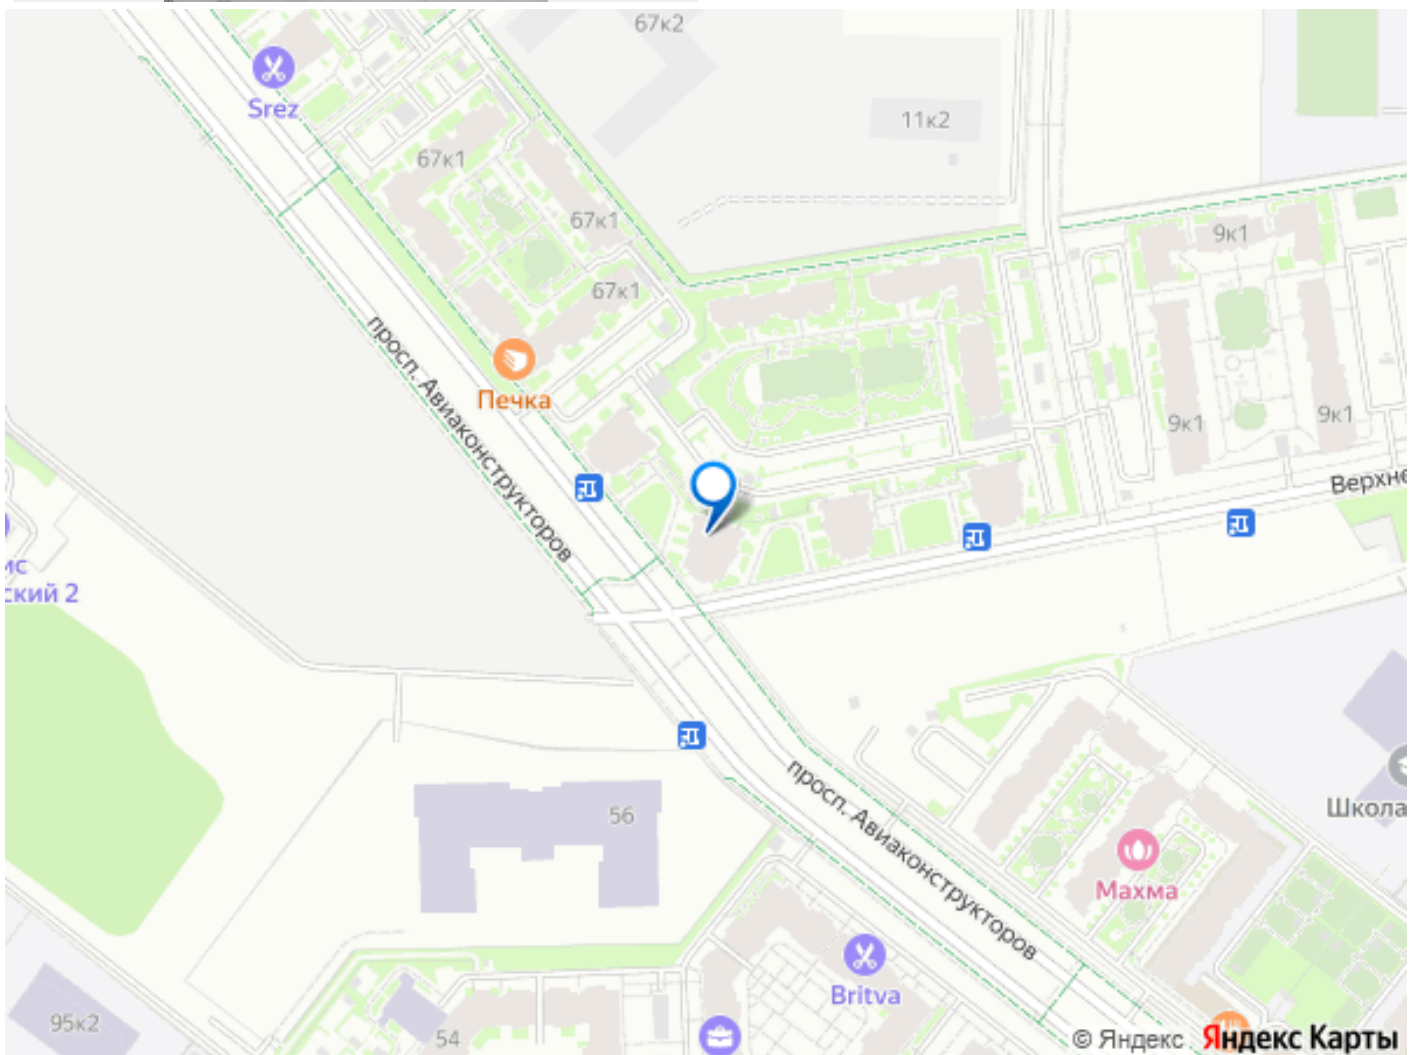 67к2
Srez
11к2
67к1
67к1
9к1
67к1
просп. Авиаконструкторов
Печка
9к1
9к1
Верхне
ис
ский 2
56
просп. Авиаконструкторов
Школа
Махма
Britva
95к2
54
© Яндекс Яндекс Карты